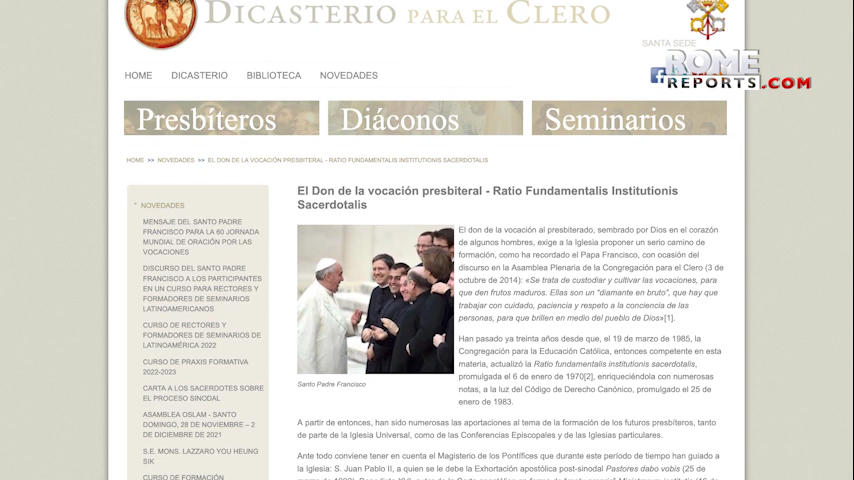 DICASTERIO PARA EL CLERO
SANTA SEDE
ROME
REPORTS.COM
HOME DICASTERIO BIBLIOTECA NOVEDADES
Presbíteros Diáconos Seminarios
HOME >> NOVEDADES >> EL DON DE LA VOCACIÓN PRESBITERAL - RATIO FUNDAMENTALIS INSTITUTIONIS SACERDOTALIS
NOVEDADES
MENSAJE DEL SANTO PADRE
FRANCISCO PARA LA 60 JORNADA
MUNDIAL DE ORACIÓN POR LAS
VOCACIONES
DISCURSO DEL SANTO PADRE
FRANCISCO A LOS PARTICIPANTES
EN UN CURSO PARA RECTORES Y
FORMADORES DE SEMINARIOS
LATINOAMERICANOS
CURSO DE RECTORES Y
FORMADORES DE SEMINARIOS DE
LATINOAMÉRICA 2022
CURSO DE PRAXIS FORMATIVA
2022-2023
CARTA A LOS SACERDOTES SOBRE
EL PROCESO SINODAL
ASAMBLEA OSLAM - SANTO
DOMINGO, 28 DE NOVIEMBRE – 2
DE DICIEMBRE DE 2021
S.E. MONS. LAZZARO YOU HEUNG
SIK
CURSO DE FORMACIÓN
El Don de la vocación presbiteral - Ratio Fundamentalis Institutionis
Sacerdotalis
El don de la vocación al presbiterado, sembrado por Dios en el corazón
de algunos hombres, exige a la Iglesia proponer un serio camino de
formación, como ha recordado el Papa Francisco, con ocasión del
discurso en la Asamblea Plenaria de la Congregación para el Clero (3 de
octubre de 2014): «Se trata de custodiar y cultivar las vocaciones, para
que den frutos maduros. Ellas son un "diamante en bruto", que hay que
trabajar con cuidado, paciencia y respeto a la conciencia de las
personas, para que brillen en medio del pueblo de Dios»[1].
Santo Padre Francisco
Han pasado ya treinta años desde que, el 19 de marzo de 1985, la
Congregación para la Educación Católica, entonces competente en esta
materia, actualizó la Ratio fundamentalis institutionis sacerdotalis,
promulgada el 6 de enero de 1970[2], enriqueciéndola con numerosas
notas, a la luz del Código de Derecho Canónico, promulgado el 25 de
enero de 1983.
A partir de entonces, han sido numerosas las aportaciones al tema de la formación de los futuros presbíteros, tanto
de parte de la Iglesia Universal, como de las Conferencias Episcopales y de las Iglesias particulares.
Ante todo conviene tener en cuenta el Magisterio de los Pontífices que durante este período de tiempo han guiado a
la Iglesia: S. Juan Pablo II, a quien se le debe la Exhortación apostólica post-sinodal Pastores dabo vobis (25 de